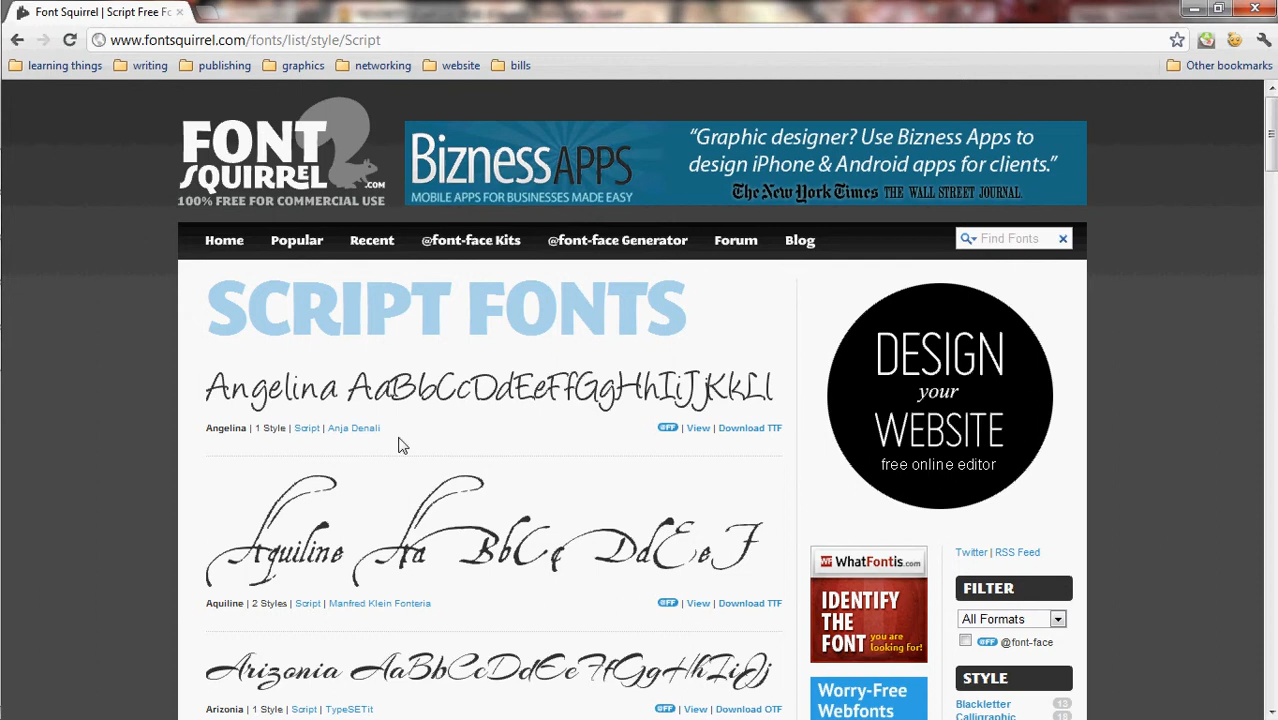 Font Squirrel | Script Free Fo
www.fontsquirrel.com/fonts/list/style/Script
learning things writing publishing graphics networking website bills Other bookmarks
FONT SQUIRREL.COM
100% FREE FOR COMMERCIAL USE
BiznessAPPS
MOBILE APPS FOR BUSINESSES MADE EASY
“Graphic designer? Use Bizness Apps to
design iPhone & Android apps for clients.”
The New York Times THE WALL STREET JOURNAL
Home Popular Recent @font-face Kits @font-face Generator Forum Blog Find Fonts
SCRIPT FONTS
Angelina AaBbCcDdEeFfGgHhIiJjKkLl
Angelina | 1 Style | Script | Anja Denali @FF | View | Download TTF
Aquiline Aa BbCc DdEeF
Aquiline | 2 Styles | Script | Manfred Klein Fonteria @FF | View | Download TTF
Arizonia AaBbCcDdEeFfGgHhIiJj
Arizonia | 1 Style | Script | TypeSETit @FF | View | Download OTF
DESIGN
your
WEBSITE
free online editor
WhatFontis.com
IDENTIFY
THE
FONT you are
looking for!
Worry-Free
Webfonts
Twitter | RSS Feed
FILTER
All Formats
@FF @font-face
STYLE
Blackletter 13
Calligraphic